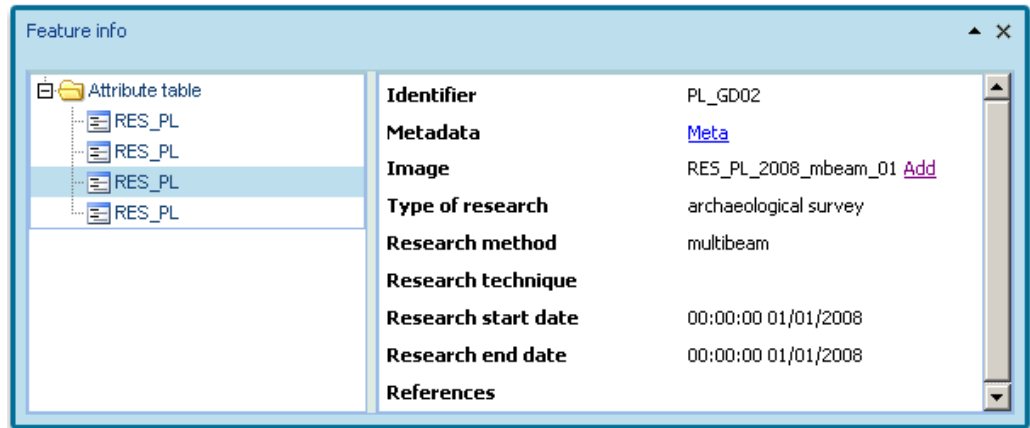 Feature info
Attribute table
RES_PL
RES_PL
RES_PL
RES_PL
Identifier PL_GD02
Metadata Meta
Image RES_PL_2008_mbeam_01 Add
Type of research archaeological survey
Research method multibeam
Research technique
Research start date 00:00:00 01/01/2008
Research end date 00:00:00 01/01/2008
References